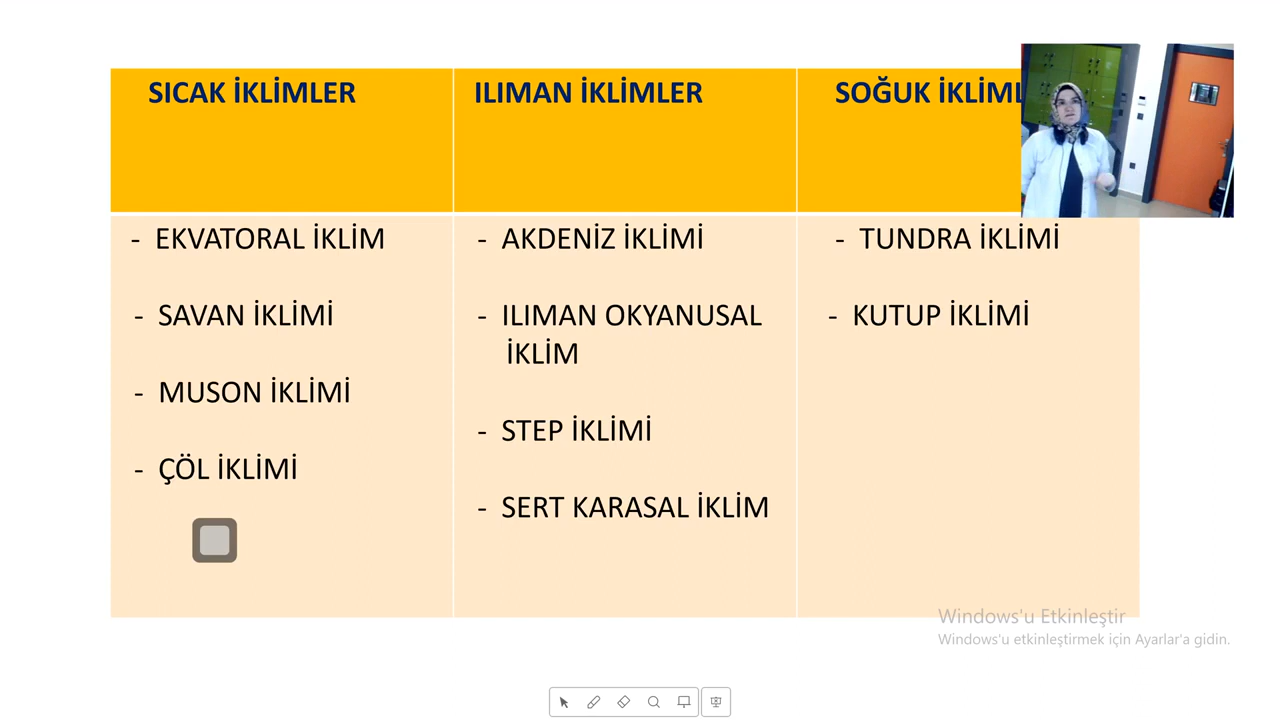 SICAK İKLİMLER
ILIMAN İKLİMLER
SOĞUK
- EKVATORAL İKLİM
- SAVAN İKLİMİ
- MUSON İKLİMİ
- ÇÖL İKLİMİ
- AKDENİZ İKLİMİ
- ILIMAN OKYANUSAL
İKLİM
- STEP İKLİMİ
- SERT KARASAL İKLİM
- TUNDRA İKLİMİ
- KUTUP İKLİMİ
Windows'u Etkinleştir
Windows'u etkinleştirmek için Ayarlar'a gidin.